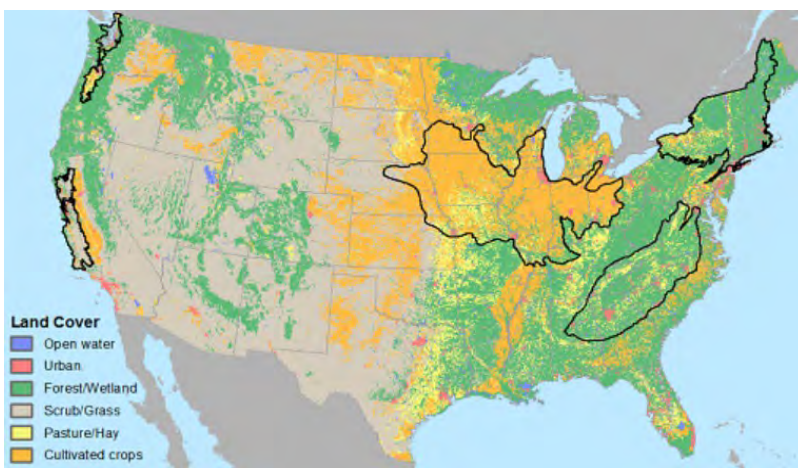 Land Cover
Open water
Urban
Forest/Wetland
Scrub/Grass
Pasture/Hay
Cultivated crops